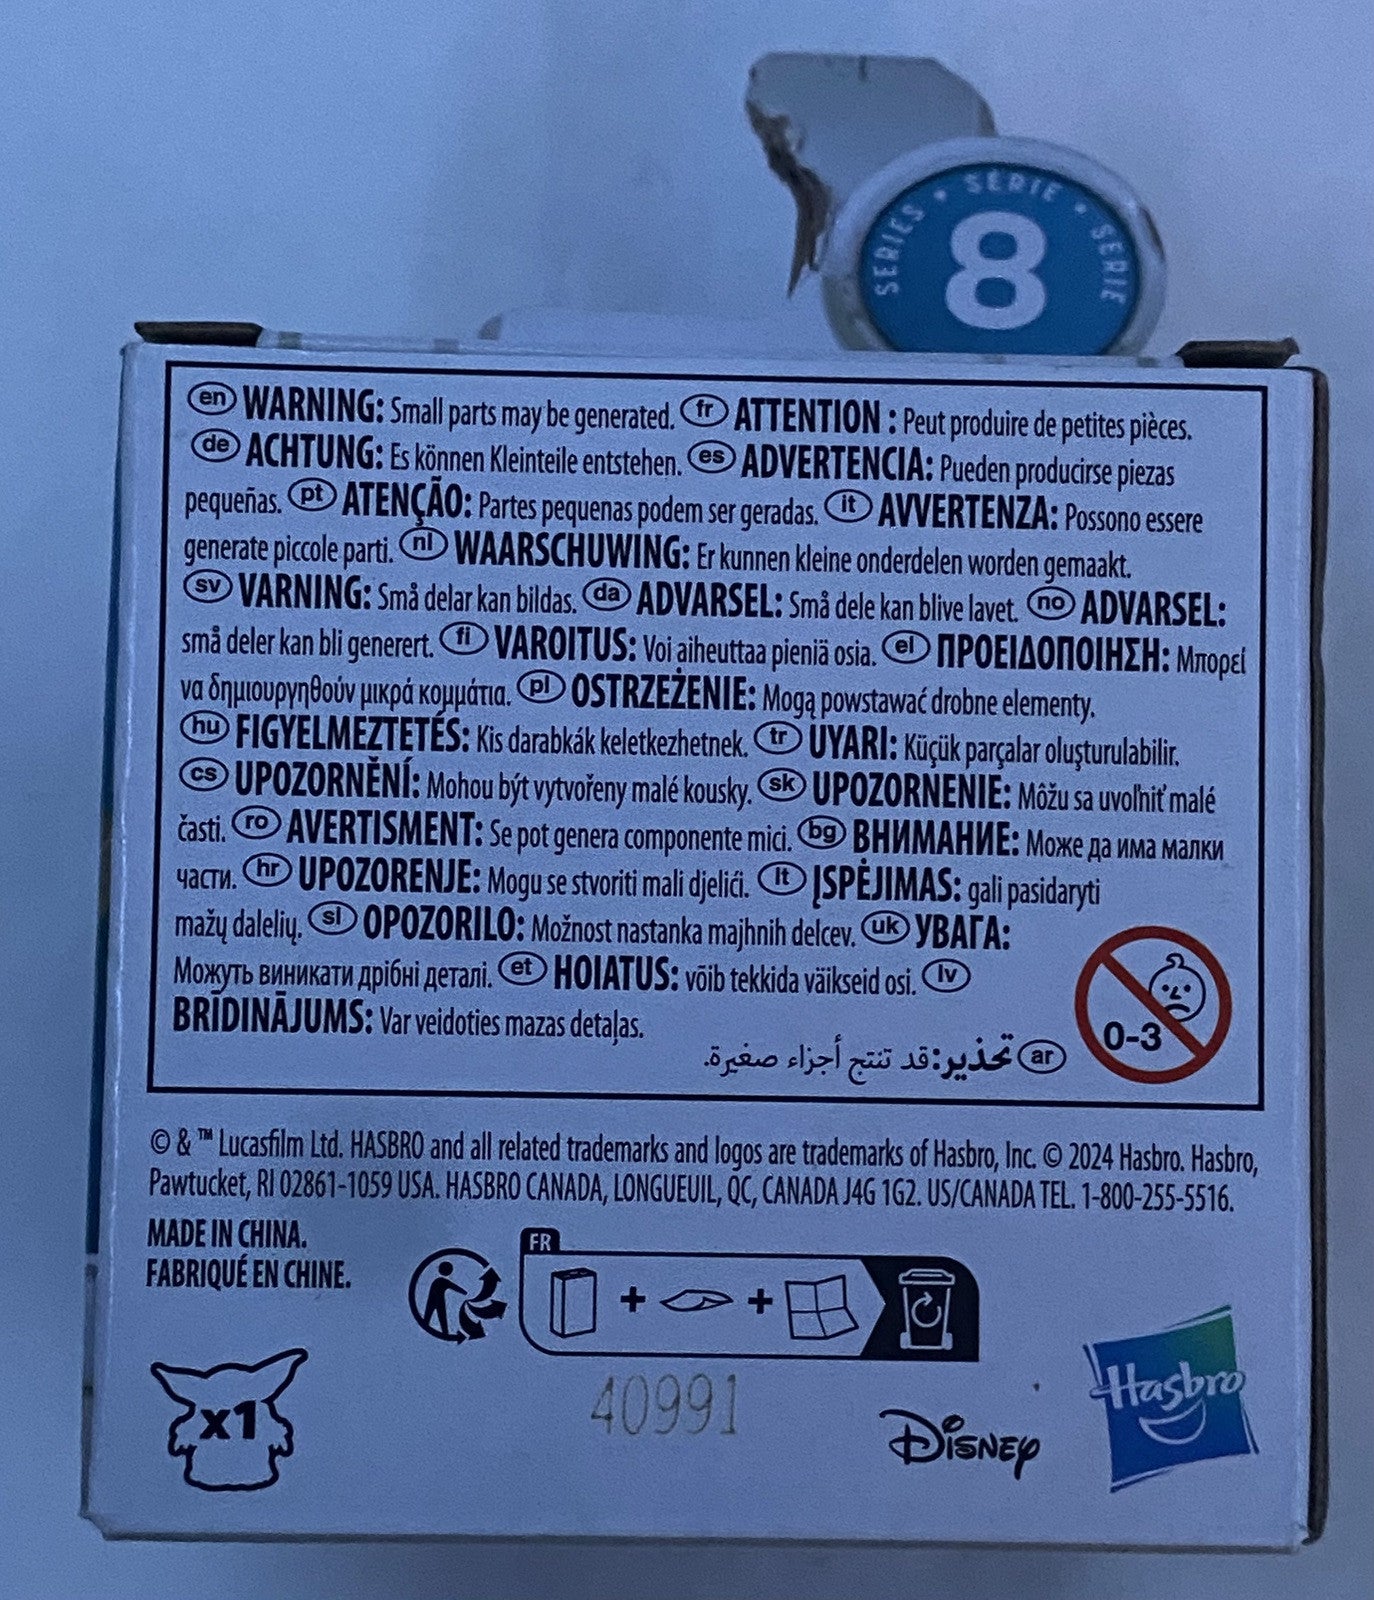 SERIES • SÉRIE • SERIE
8
en WARNING: Small parts may be generated. fr ATTENTION : Peut produire de petites pièces.
de ACHTUNG: Es können Kleinteile entstehen. es ADVERTENCIA: Pueden producirse piezas
pequeñas. pt ATENÇÃO: Partes pequenas podem ser geradas. it AVVERTENZA: Possono essere
generate piccole parti. nl WAARSCHUWING: Er kunnen kleine onderdelen worden gemaakt.
sv VARNING: Små delar kan bildas. da ADVARSEL: Små dele kan blive lavet. no ADVARSEL:
små deler kan bli generert. fi VAROITUS: Voi aiheuttaa pieniä osia. el ΠΡΟΕΙΔΟΠΟΙΗΣΗ: Μπορεί
να δημιουργηθούν μικρά κομμάτια. pl OSTRZEŻENIE: Mogą powstawać drobne elementy.
hu FIGYELMEZTETÉS: Kis darabkák keletkezhetnek. tr UYARI: Küçük parçalar oluşturulabilir.
cs UPOZORNĚNÍ: Mohou být vytvořeny malé kousky. sk UPOZORNENIE: Môžu sa uvoľniť malé
časti. ro AVERTISMENT: Se pot genera componente mici. bg ВНИМАНИЕ: Може да има малки
части. hr UPOZORENJE: Mogu se stvoriti mali djelići. lt ĮSPĖJIMAS: gali pasidaryti
mažų dalelių. sl OPOZORILO: Možnost nastanka majhnih delcev. uk УВАГА:
Можуть виникати дрібні деталі. et HOIATUS: võib tekkida väikseid osi. lv
BRĪDINĀJUMS: Var veidoties mazas detaļas.
ar تحذير: قد تنتج أجزاء صغيرة.
0-3
© & ™ Lucasfilm Ltd. HASBRO and all related trademarks and logos are trademarks of Hasbro, Inc. © 2024 Hasbro. Hasbro,
Pawtucket, RI 02861-1059 USA. HASBRO CANADA, LONGUEUIL, QC, CANADA J4G 1G2. US/CANADA TEL. 1-800-255-5516.
MADE IN CHINA.
FABRIQUÉ EN CHINE.
FR
+ +
x1
40991
Disney
Hasbro